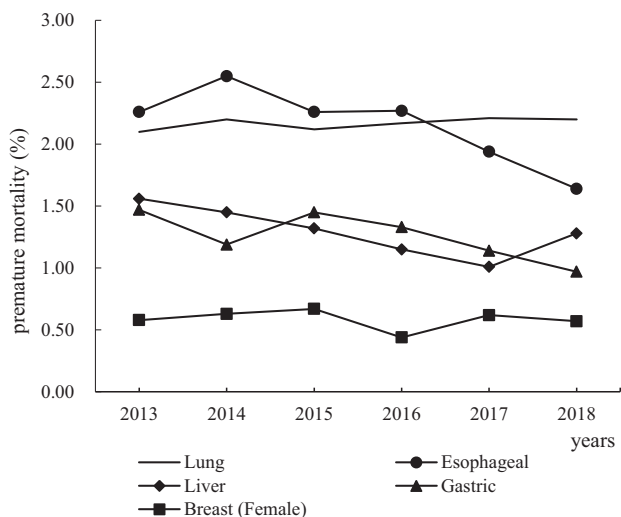 3.00
2.50
2.00
1.50
1.00
0.50
0.00
premature mortality (%)
2013 2014 2015 2016 2017 2018
years
Lung Esophageal
Liver Gastric
Breast (Female)